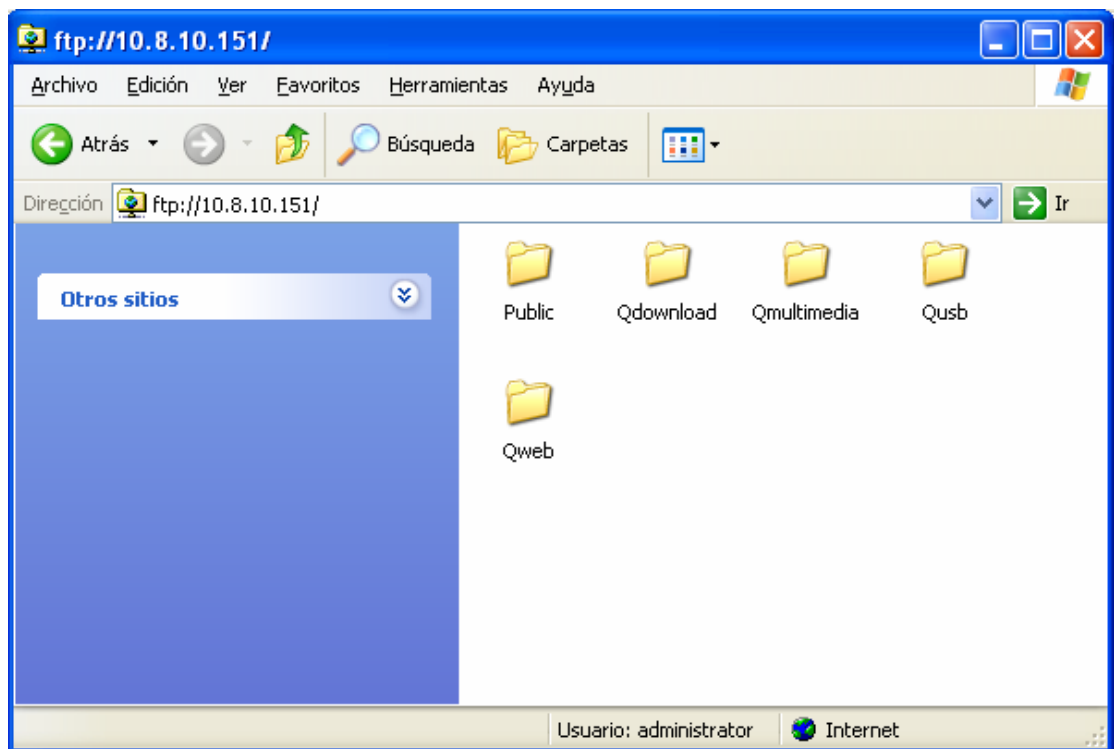 ftp://10.8.10.151/
Archivo Edición Ver Favoritos Herramientas Ayuda
Atrás Búsqueda Carpetas
Dirección ftp://10.8.10.151/ Ir
Otros sitios
Public Qdownload Qmultimedia Qusb
Qweb
Usuario: administrator Internet